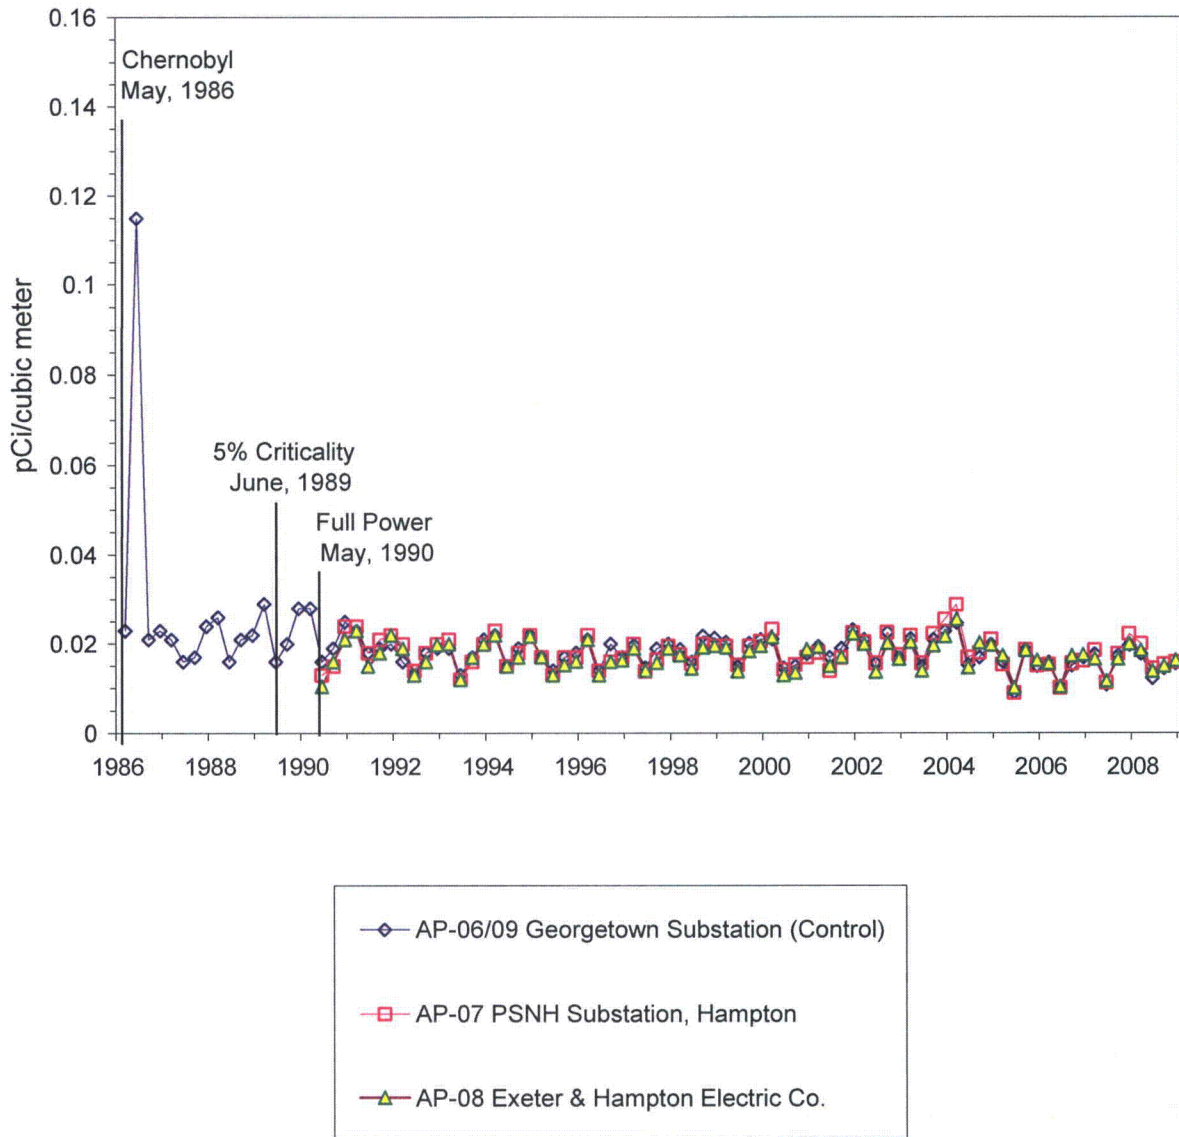 0.16
Chernobyl
May, 1986
0.14
0.12
0.1
pCi/cubic meter
0.08
0.06
5% Criticality
June, 1989
Full Power
May, 1990
0.04
0.02
0
1986 1988 1990 1992 1994 1996 1998 2000 2002 2004 2006 2008
AP-06/09 Georgetown Substation (Control)
AP-07 PSNH Substation, Hampton
AP-08 Exeter & Hampton Electric Co.